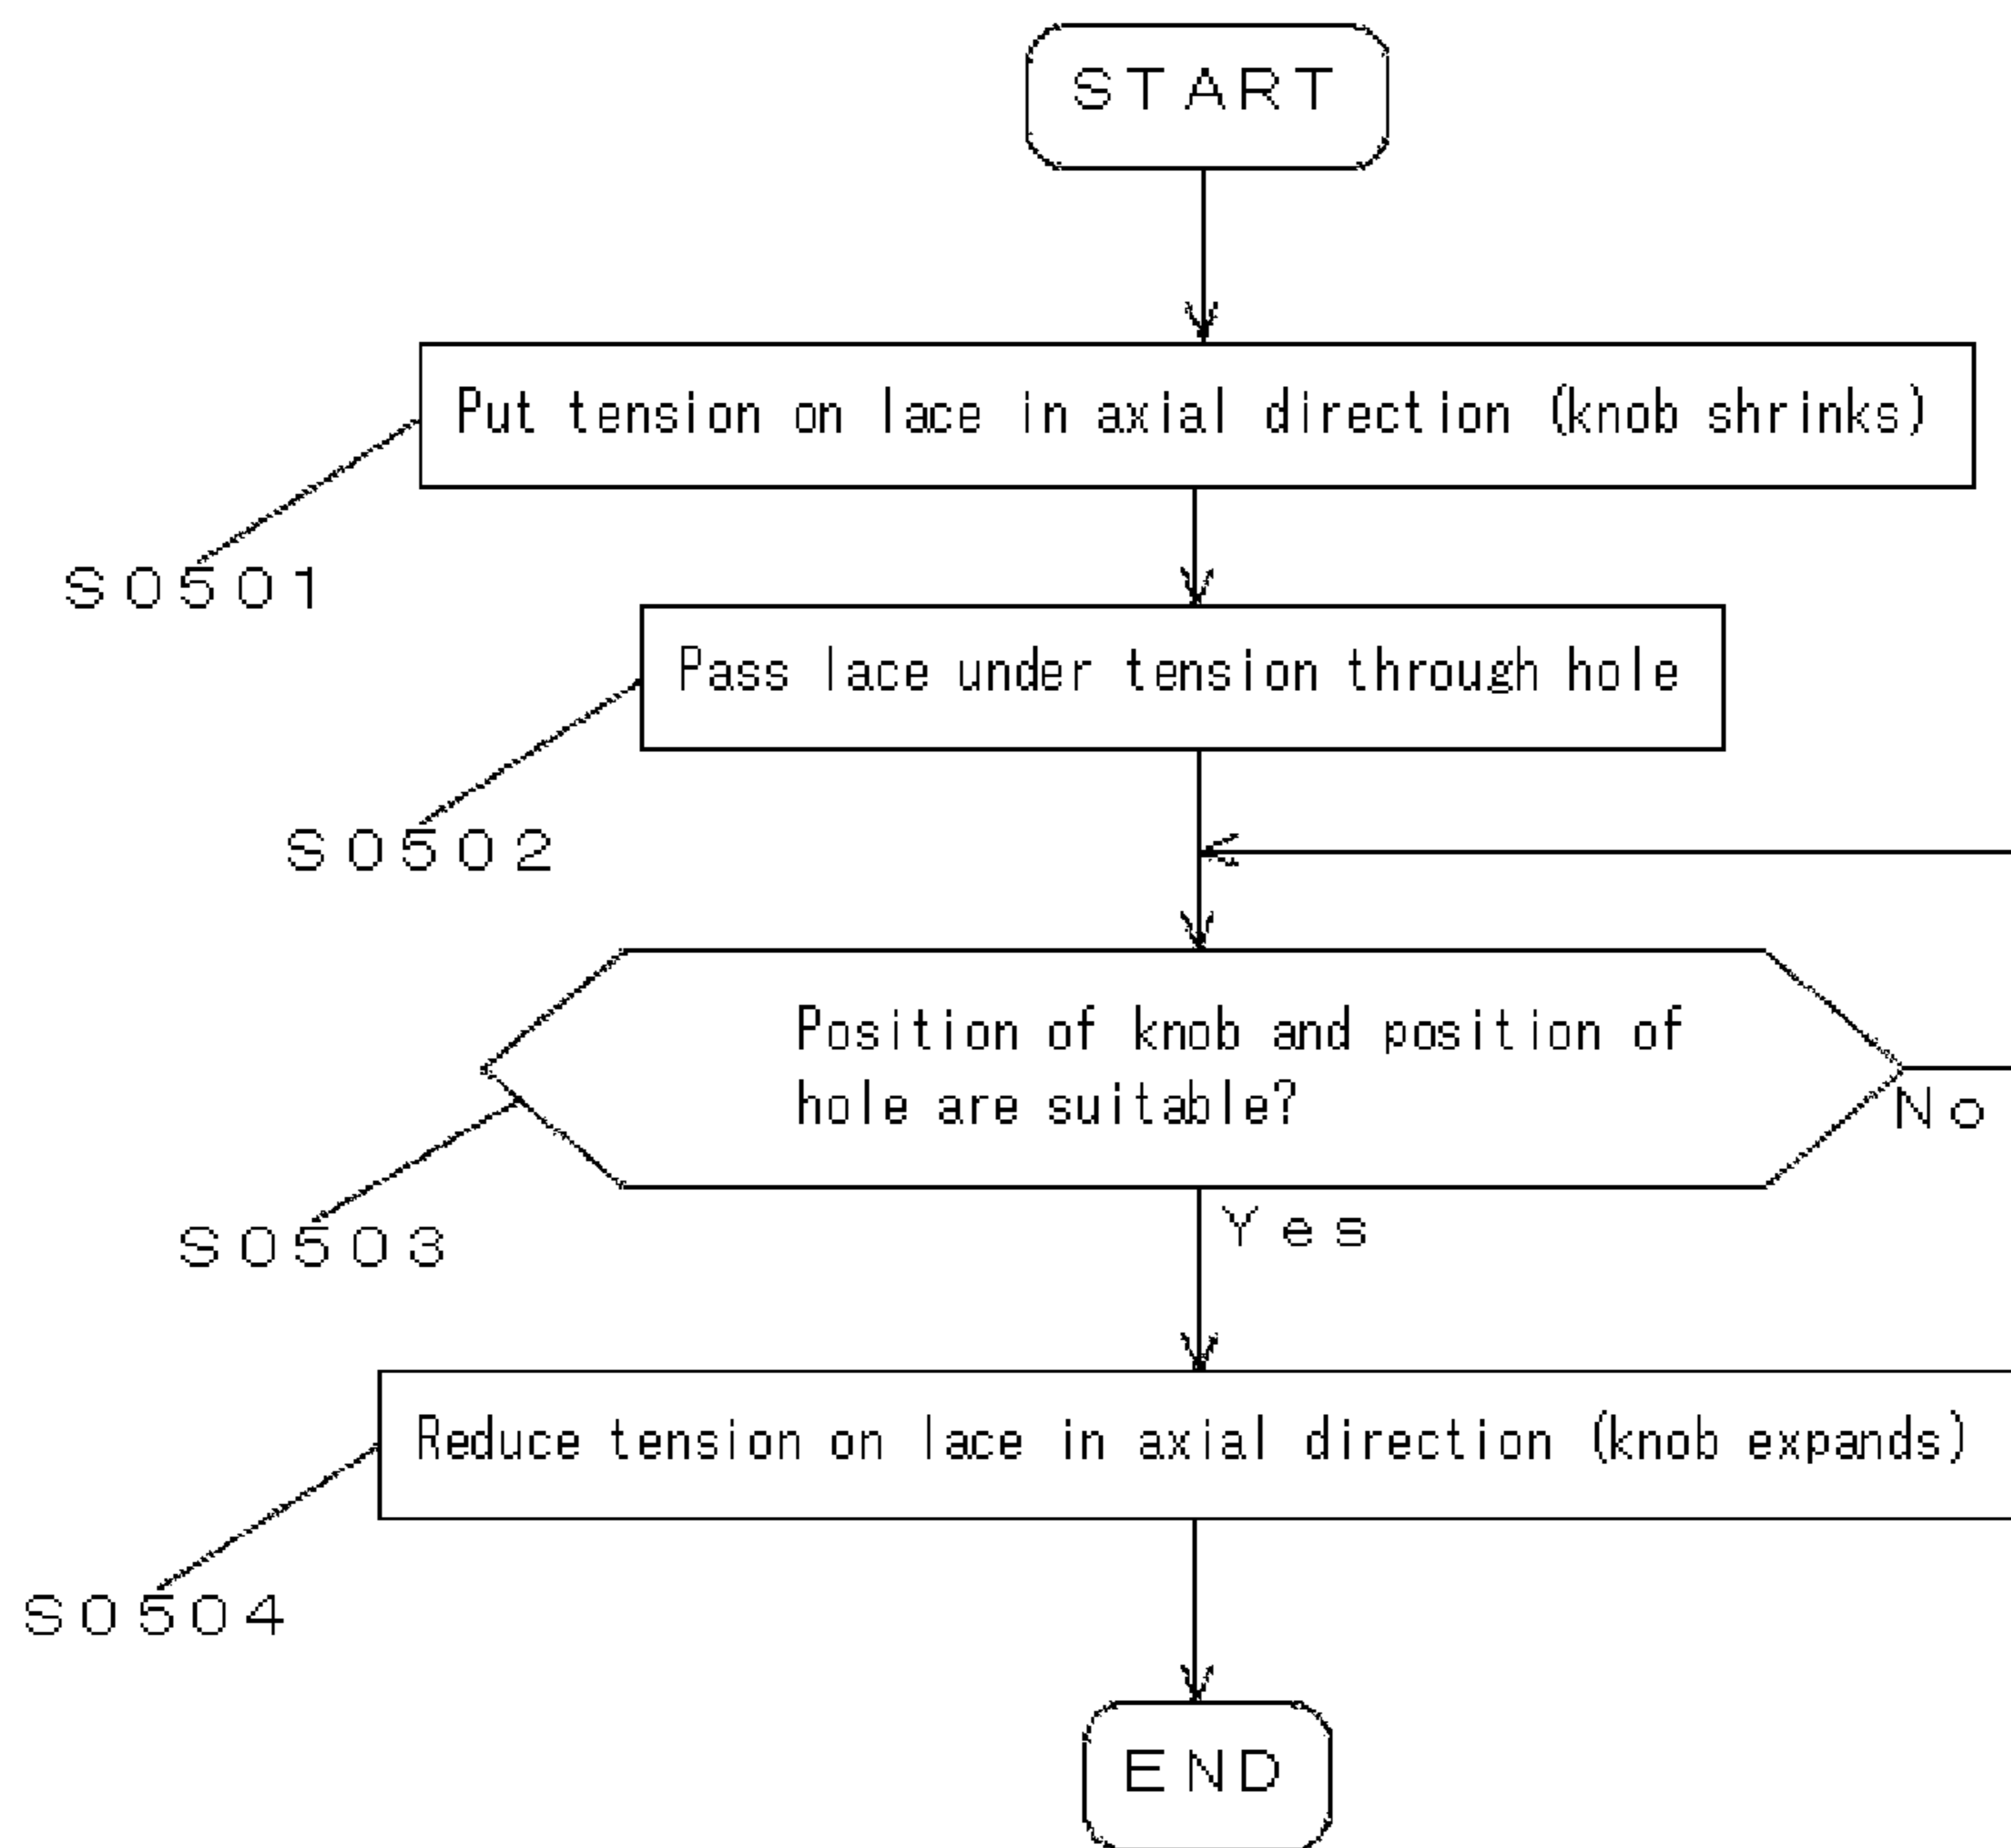 START
Put tension on lace in axial direction (knob shrinks)
S0501
Pass lace under tension through hole
S0502
Position of knob and position of
hole are suitable?
No
Yes
S0503
Reduce tension on lace in axial direction (knob expands)
S0504
END